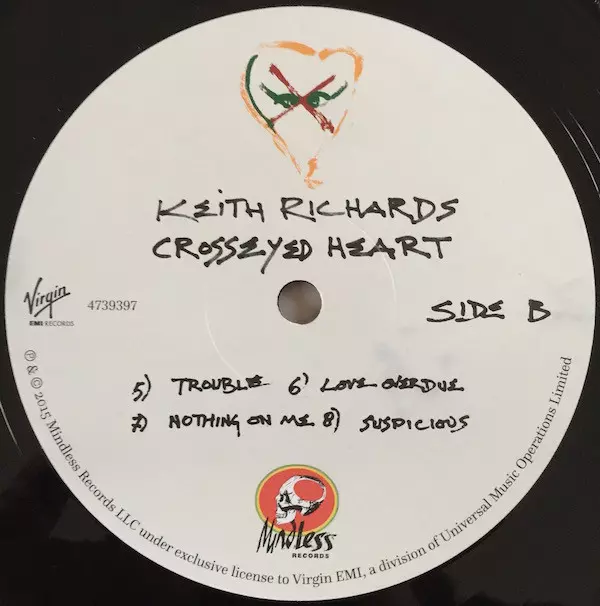 KEITH RICHARDS
CROSSEYED HEART
Virgin
EMI RECORDS
4739397
SIDE B
5) TROUBLE 6) LOVE OVERDUE
7) NOTHING ON ME 8) SUSPICIOUS
Mindless
RECORDS
℗ & © 2015 Mindless Records LLC under exclusive license to Virgin EMI, a division of Universal Music Operations Limited